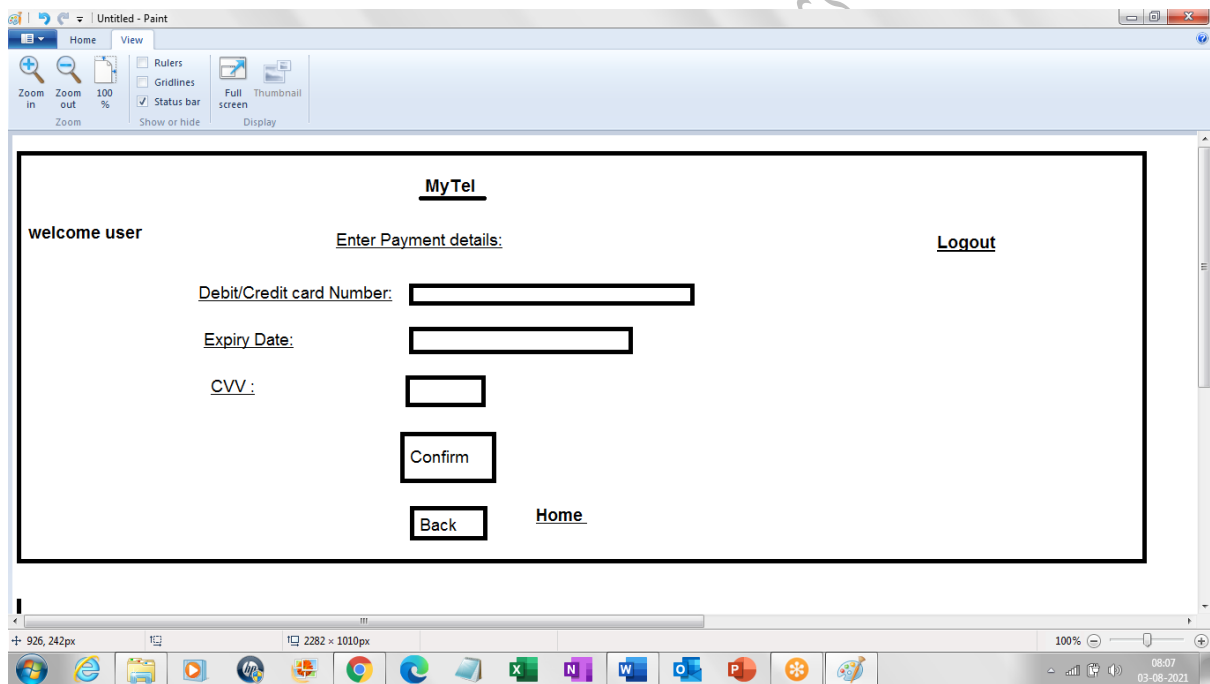 Untitled - Paint
Home View
Zoom in
Zoom out
100 %
Rulers
Gridlines
Status bar
Full screen
Thumbnail
Zoom
Show or hide
Display
MyTel
welcome user
Enter Payment details:
Logout
Debit/Credit card Number:
Expiry Date:
CVV :
Confirm
Back
Home
926, 242px
2282 × 1010px
100%
08:07
03-08-2021